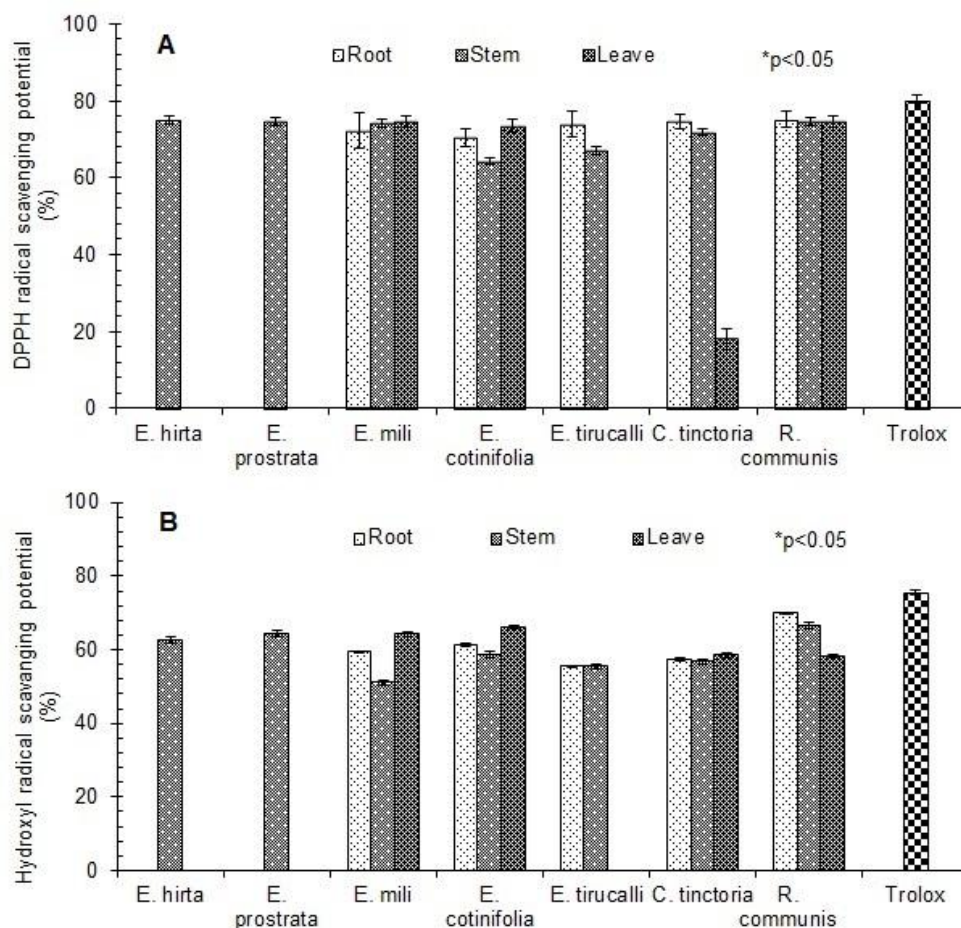 100
A
Root Stem Leave
*p<0.05
80
60
40
20
0
DPPH radical scavenging potential
(%)
E. hirta E. prostrata E. mili E. cotinifolia E. tirucalli C. tinctoria R. communis Trolox
100
B
Root Stem Leave
*p<0.05
80
60
40
20
0
Hydroxyl radical scavanging potential
(%)
E. hirta E. prostrata E. mili E. cotinifolia E. tirucalli C. tinctoria R. communis Trolox